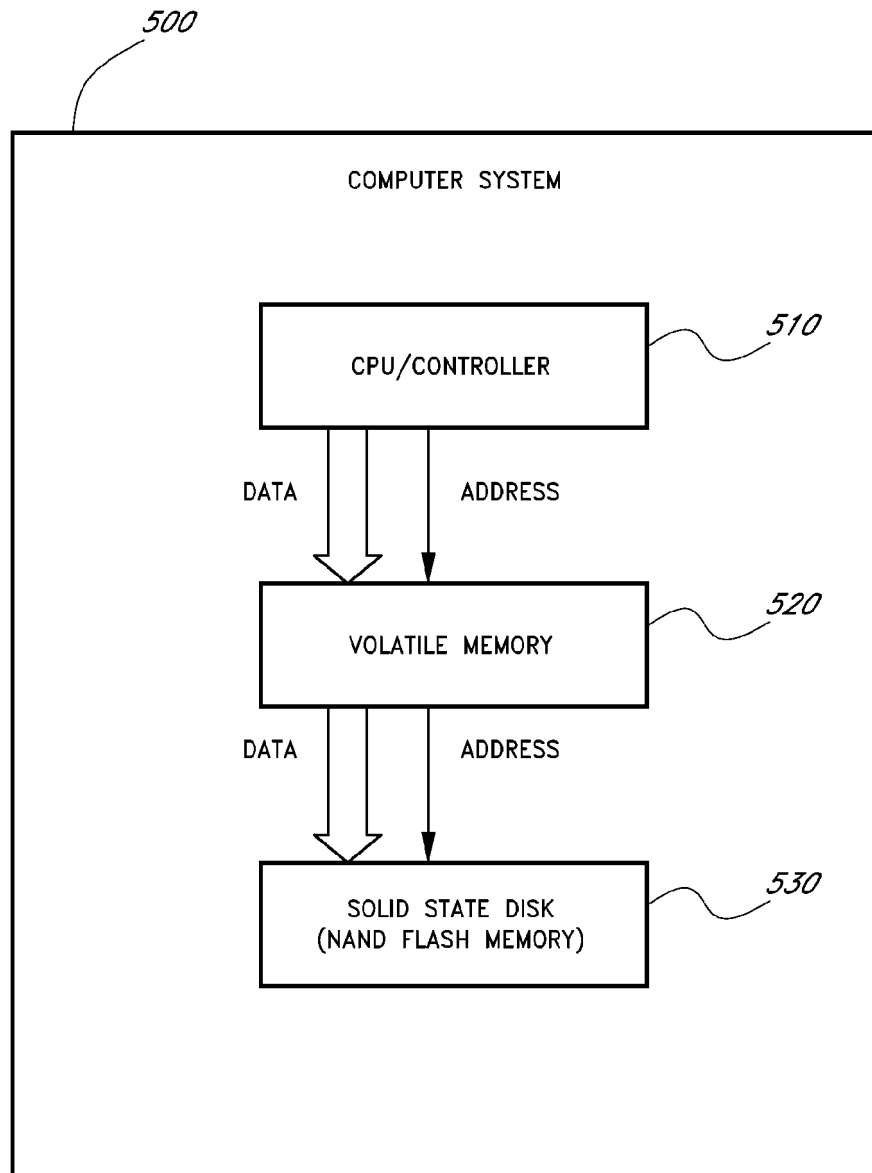 500
COMPUTER SYSTEM
510
CPU/CONTROLLER
DATA ADDRESS
520
VOLATILE MEMORY
DATA ADDRESS
530
SOLID STATE DISK
(NAND FLASH MEMORY)